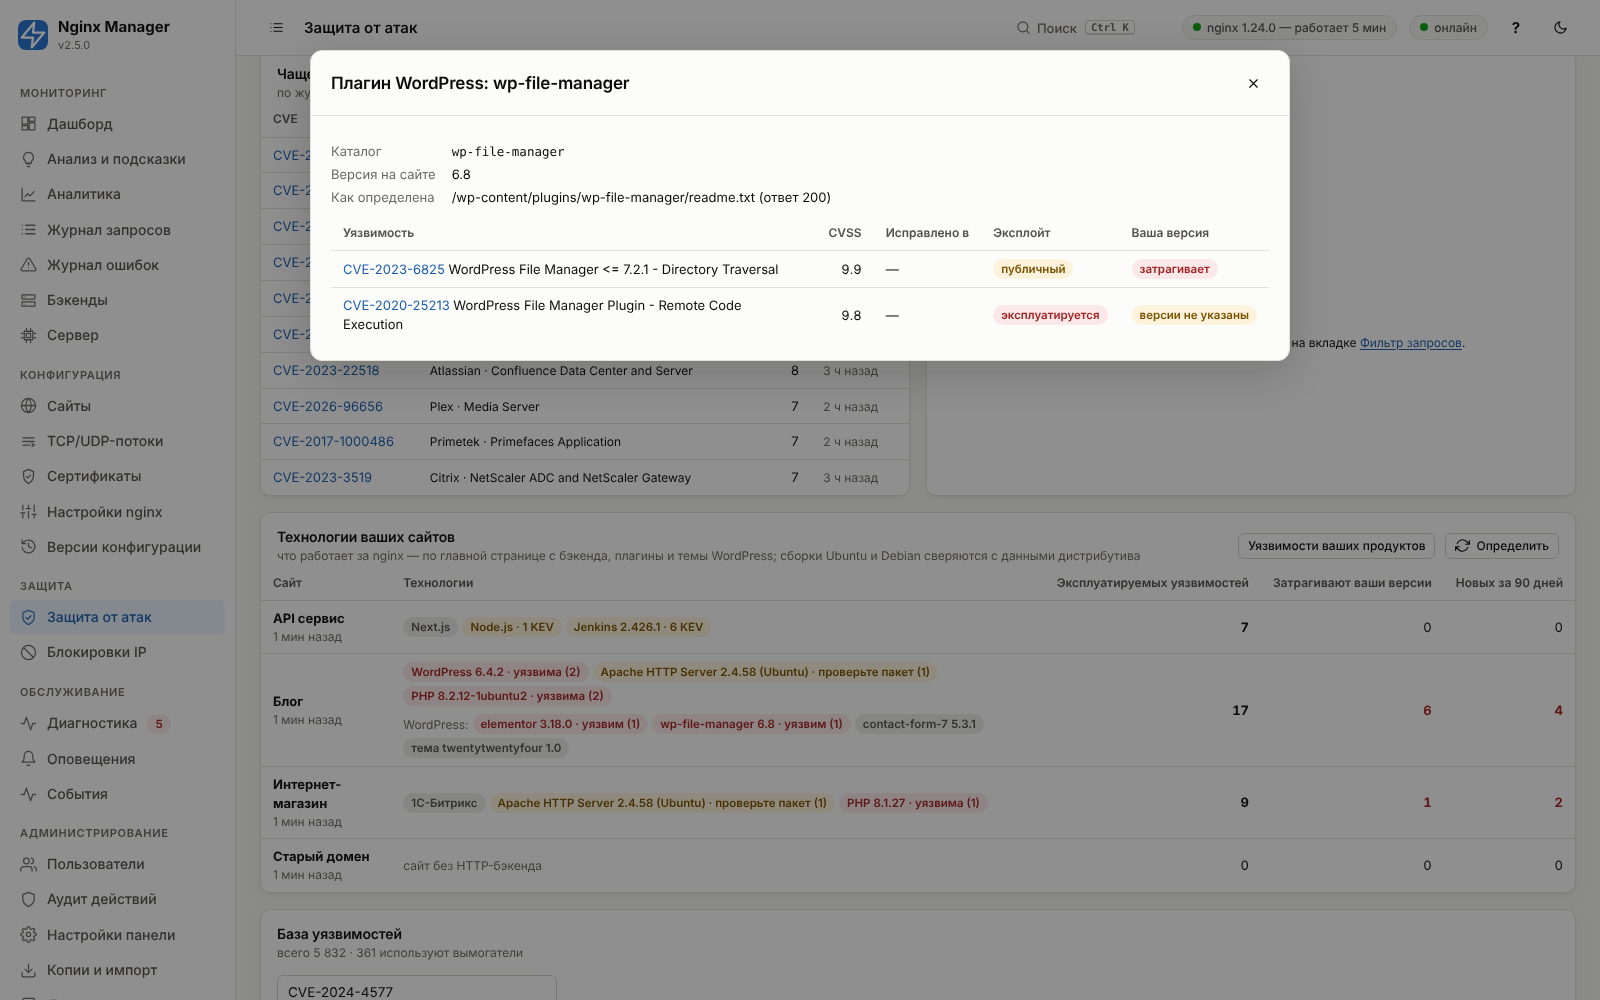 Nginx Manager
v2.5.0
МОНИТОРИНГ
Дашборд
Анализ и подсказки
Аналитика
Журнал запросов
Журнал ошибок
Бэкенды
Сервер
КОНФИГУРАЦИЯ
Сайты
TCP/UDP-потоки
Сертификаты
Настройки nginx
Версии конфигурации
ЗАЩИТА
Защита от атак
Блокировки IP
ОБСЛУЖИВАНИЕ
Диагностика 5
Оповещения
События
АДМИНИСТРИРОВАНИЕ
Пользователи
Аудит действий
Настройки панели
Копии и импорт
Защита от атак
Поиск Ctrl K
nginx 1.24.0 — работает 5 мин
онлайн
?
Плагин WordPress: wp-file-manager
Каталог wp-file-manager
Версия на сайте 6.8
Как определена /wp-content/plugins/wp-file-manager/readme.txt (ответ 200)
Уязвимость CVSS Исправлено в Эксплойт Ваша версия
CVE-2023-6825 WordPress File Manager <= 7.2.1 - Directory Traversal 9.9 — публичный затрагивает
CVE-2020-25213 WordPress File Manager Plugin - Remote Code
Execution 9.8 — эксплуатируется версии не указаны
CVE
на вкладке Фильтр запросов.
CVE-2023-22518 Atlassian · Confluence Data Center and Server 8 3 ч назад
CVE-2026-96656 Plex · Media Server 7 2 ч назад
CVE-2017-1000486 Primetek · Primefaces Application 7 2 ч назад
CVE-2023-3519 Citrix · NetScaler ADC and NetScaler Gateway 7 3 ч назад
Технологии ваших сайтов
что работает за nginx — по главной странице с бэкенда, плагины и темы WordPress; сборки Ubuntu и Debian сверяются с данными дистрибутива
Уязвимости ваших продуктов
Определить
Сайт Технологии Эксплуатируемых уязвимостей Затрагивают ваши версии Новых за 90 дней
API сервис
1 мин назад
Next.js Node.js · 1 KEV Jenkins 2.426.1 · 6 KEV 7 0 0
Блог
1 мин назад
WordPress 6.4.2 · уязвима (2) Apache HTTP Server 2.4.58 (Ubuntu) · проверьте пакет (1)
PHP 8.2.12-1ubuntu2 · уязвима (2)
WordPress: elementor 3.18.0 · уязвим (1) wp-file-manager 6.8 · уязвим (1) contact-form-7 5.3.1
тема twentytwentyfour 1.0
17 6 4
Интернет-
магазин
1 мин назад
1С-Битрикс Apache HTTP Server 2.4.58 (Ubuntu) · проверьте пакет (1) PHP 8.1.27 · уязвима (1) 9 1 2
Старый домен
1 мин назад
сайт без HTTP-бэкенда 0 0 0
База уязвимостей
всего 5 832 · 361 используют вымогатели
CVE-2024-4577